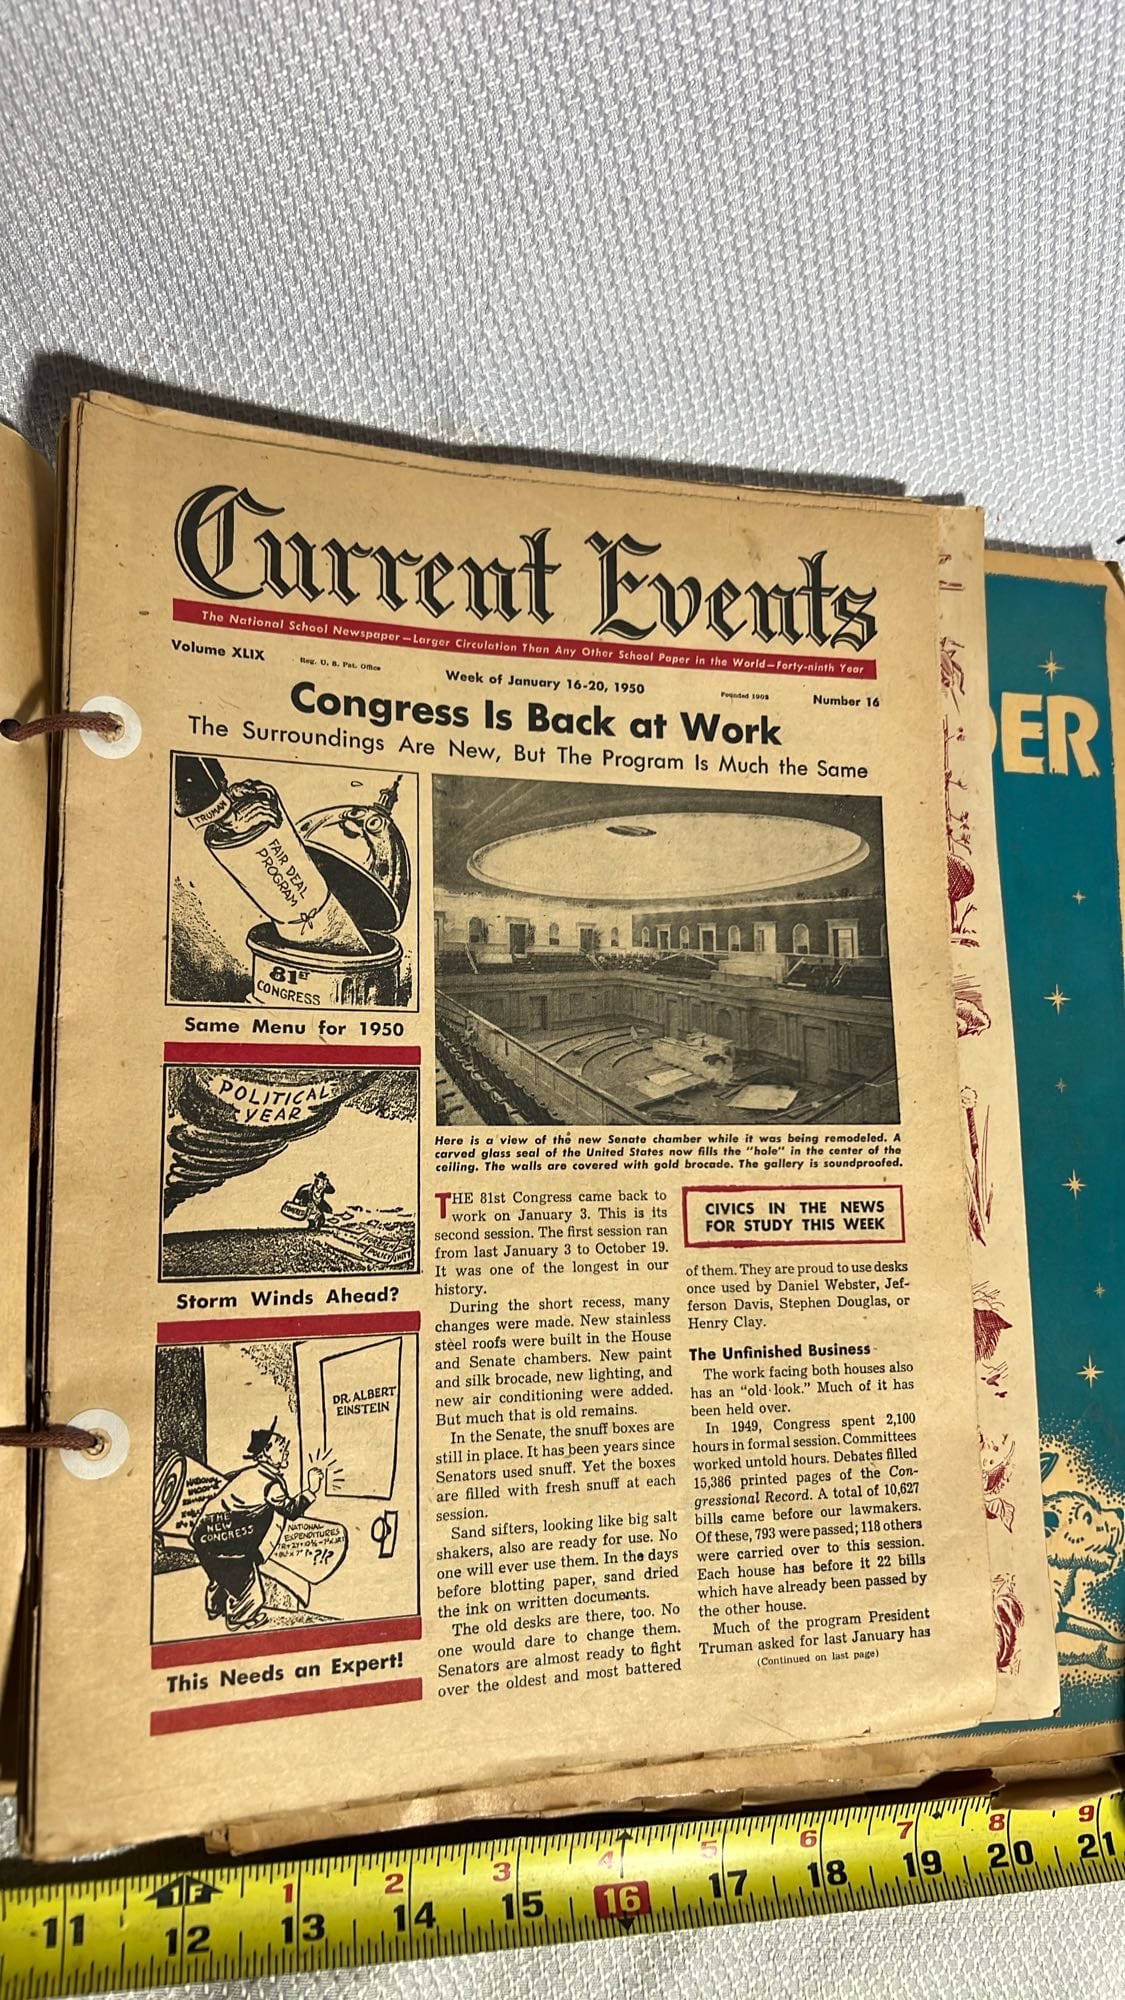 Current Events
The National School Newspaper—Larger Circulation Than Any Other School Paper in the World—Forty-ninth Year
Volume XLIX
Reg. U. S. Pat. Office
Week of January 16-20, 1950
Founded 1902
Number 16
Congress Is Back at Work
The Surroundings Are New, But The Program Is Much the Same
TRUMAN
FAIR DEAL
PROGRAM
81st
CONGRESS
Same Menu for 1950
POLITICAL
YEAR
CONGRESS
FOREIGN
POLICY UNITY
Storm Winds Ahead?
DR. ALBERT
EINSTEIN
NATIONAL
INCOME
THE
NEW
CONGRESS
NATIONAL
EXPENDITURES
This Needs an Expert!
Here is a view of the new Senate chamber while it was being remodeled. A
carved glass seal of the United States now fills the "hole" in the center of the
ceiling. The walls are covered with gold brocade. The gallery is soundproofed.
THE 81st Congress came back to
work on January 3. This is its
second session. The first session ran
from last January 3 to October 19.
It was one of the longest in our
history.
During the short recess, many
changes were made. New stainless
steel roofs were built in the House
and Senate chambers. New paint
and silk brocade, new lighting, and
new air conditioning were added.
But much that is old remains.
In the Senate, the snuff boxes are
still in place. It has been years since
Senators used snuff. Yet the boxes
are filled with fresh snuff at each
session.
Sand sifters, looking like big salt
shakers, also are ready for use. No
one will ever use them. In the days
before blotting paper, sand dried
the ink on written documents.
The old desks are there, too. No
one would dare to change them.
Senators are almost ready to fight
over the oldest and most battered
CIVICS IN THE NEWS
FOR STUDY THIS WEEK
of them. They are proud to use desks
once used by Daniel Webster, Jef-
ferson Davis, Stephen Douglas, or
Henry Clay.
The Unfinished Business
The work facing both houses also
has an "old look." Much of it has
been held over.
In 1949, Congress spent 2,100
hours in formal session. Committees
worked untold hours. Debates filled
15,386 printed pages of the Con-
gressional Record. A total of 10,627
bills came before our lawmakers.
Of these, 793 were passed; 118 others
were carried over to this session.
Each house has before it 22 bills
which have already been passed by
the other house.
Much of the program President
Truman asked for last January has
(Continued on last page)
DER
1F 1 2 3 4 5 6 7 8 9
11 12 13 14 15 16 17 18 19 20 21